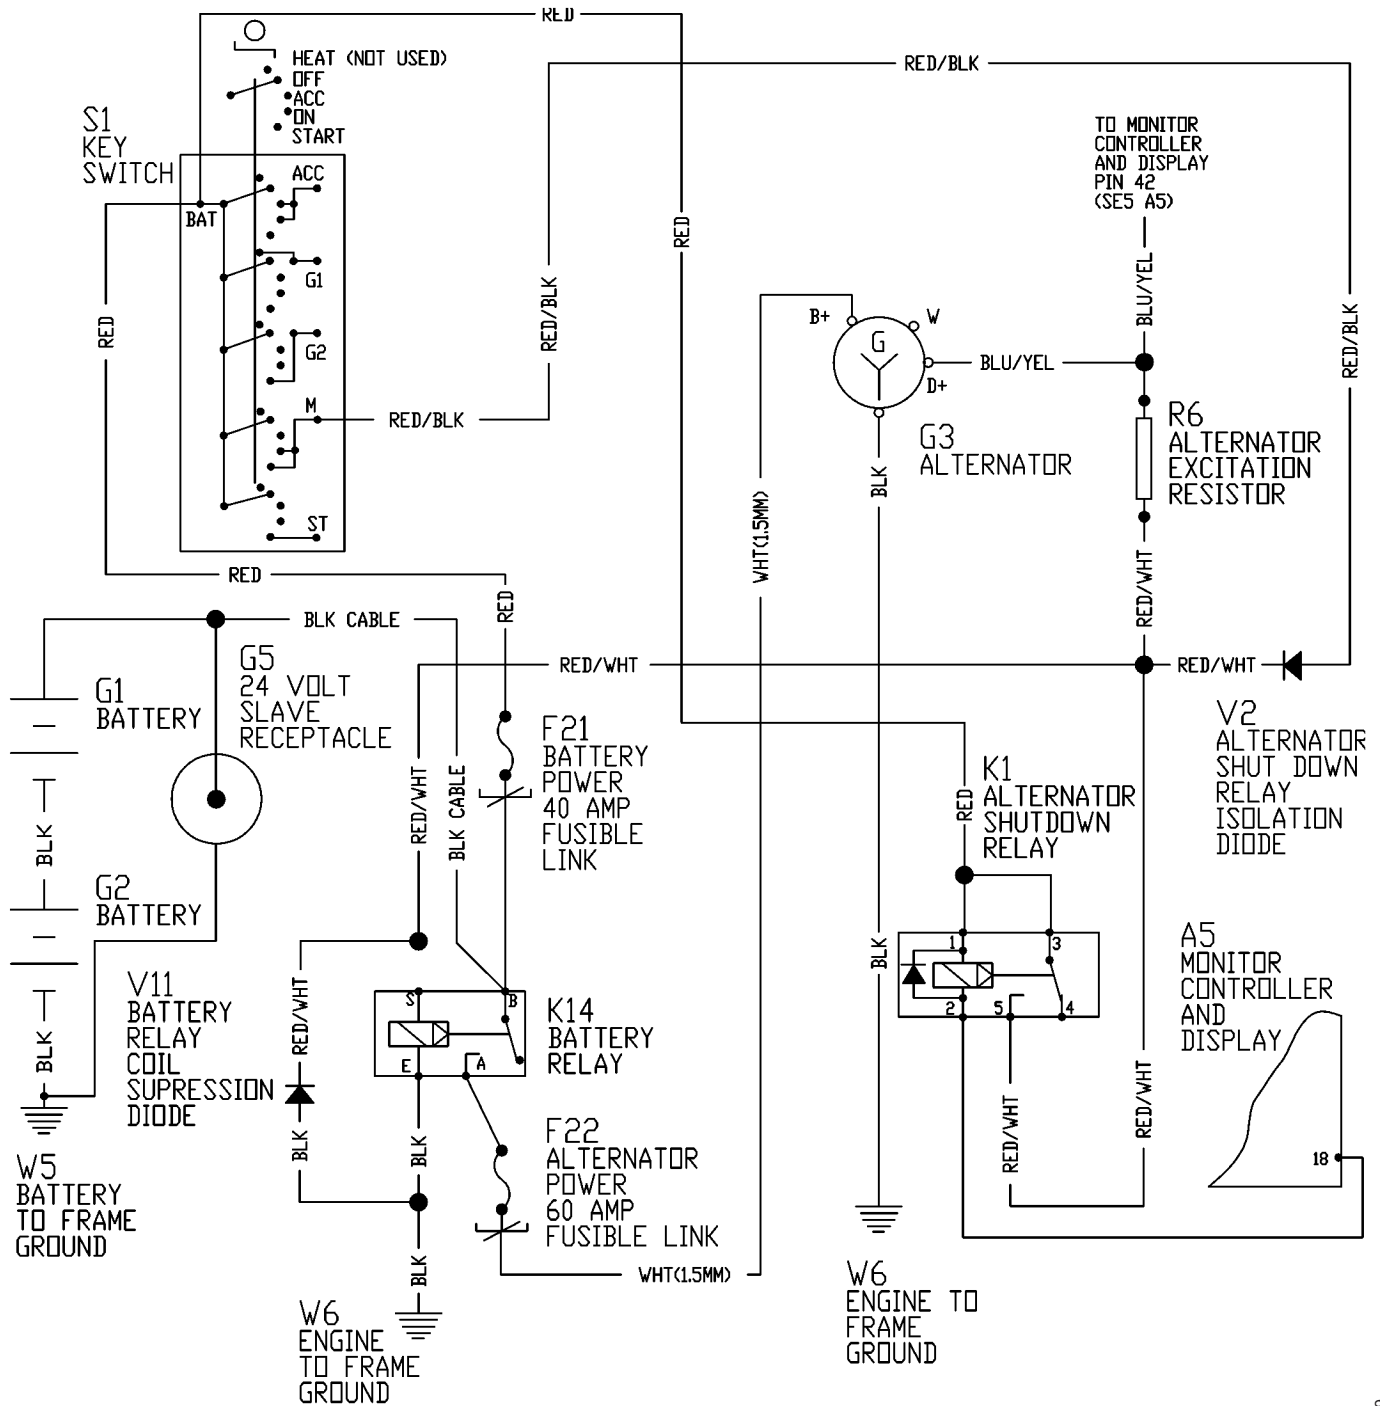 RED
HEAT (NOT USED)
OFF
ACC
ON
START
S1
KEY
SWITCH
RED/BLK
TO MONITOR
CONTROLLER
AND DISPLAY
PIN 42
(SE5 A5)
ACC
BAT
G1
G2
M
ST
RED
RED/BLK
RED/BLK
RED
BLU/YEL
RED/BLK
B+
W
G
D+
BLU/YEL
G3
ALTERNATOR
BLK
R6
ALTERNATOR
EXCITATION
RESISTOR
WHT(1.5MM)
RED/WHT
RED
RED
BLK CABLE
RED/WHT
RED/WHT
G1
BATTERY
G5
24 VOLT
SLAVE
RECEPTACLE
F21
BATTERY
POWER
40 AMP
FUSIBLE
LINK
V2
ALTERNATOR
SHUT DOWN
RELAY
ISOLATION
DIODE
K1
ALTERNATOR
SHUTDOWN
RELAY
RED
RED/WHT
BLK CABLE
BLK
G2
BATTERY
BLK
1
3
2
5
4
A5
MONITOR
CONTROLLER
AND
DISPLAY
18
V11
BATTERY
RELAY
COIL
SUPRESSION
DIODE
RED/WHT
S
B
E
A
K14
BATTERY
RELAY
BLK
BLK
BLK
RED/WHT
RED/WHT
F22
ALTERNATOR
POWER
60 AMP
FUSIBLE LINK
W5
BATTERY
TO FRAME
GROUND
BLK
WHT(1.5MM)
W6
ENGINE
TO FRAME
GROUND
W6
ENGINE TO
FRAME
GROUND